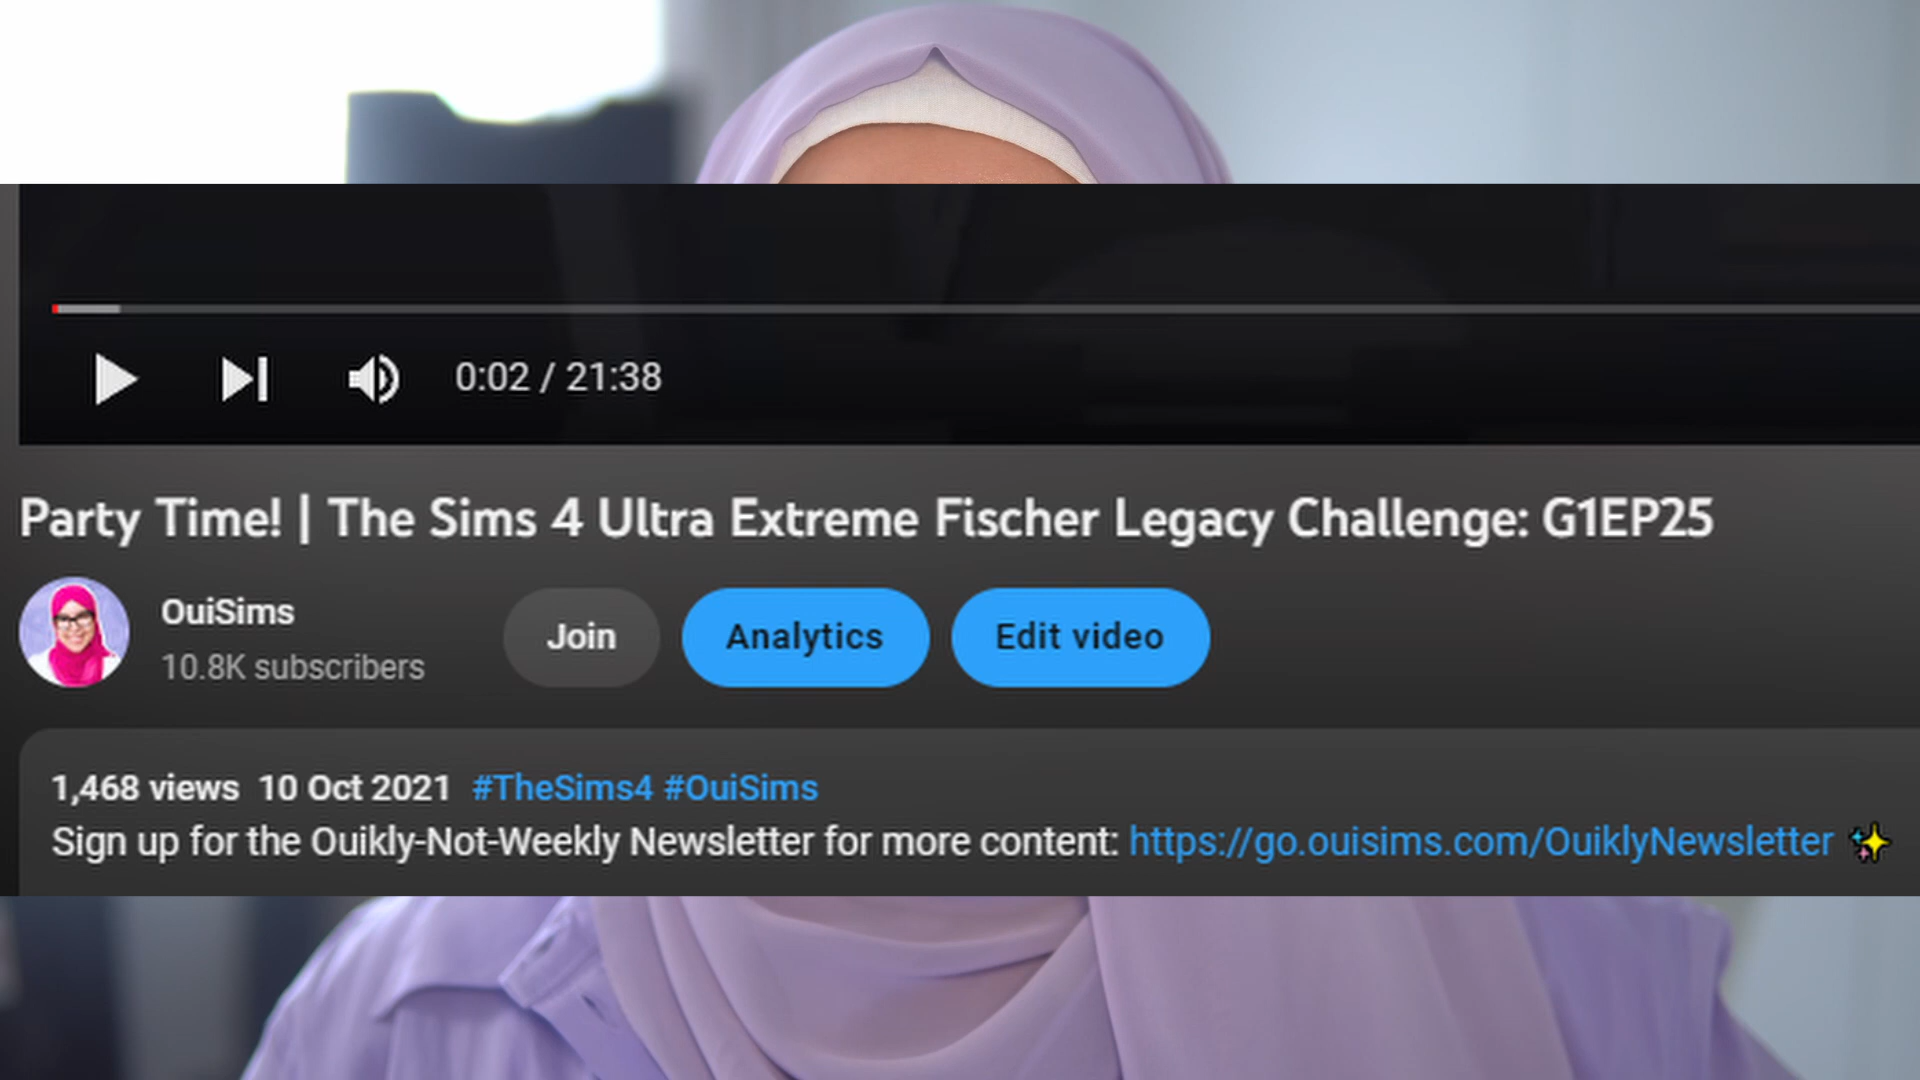 0:02 / 21:38
Party Time! | The Sims 4 Ultra Extreme Fischer Legacy Challenge: G1EP25
OuiSims
10.8K subscribers
Join
Analytics
Edit video
1,468 views 10 Oct 2021 #TheSims4 #OuiSims
Sign up for the Ouikly-Not-Weekly Newsletter for more content: https://go.ouisims.com/OuiklyNewsletter ✨